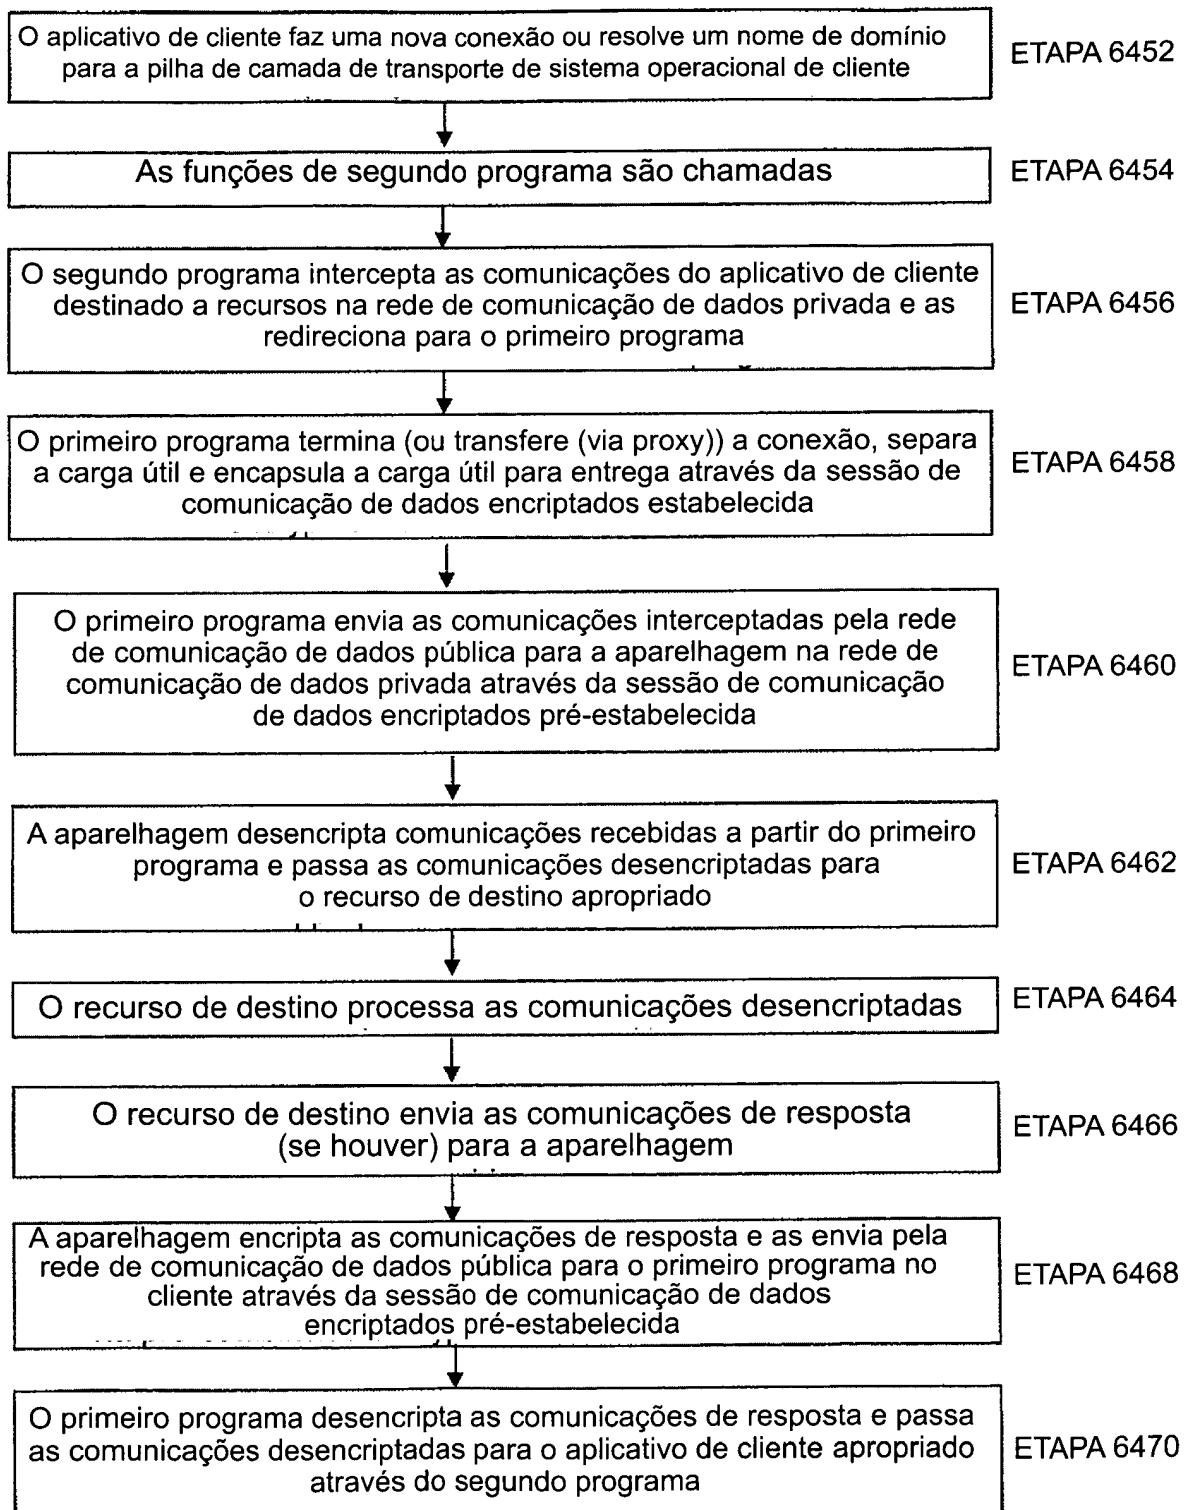 O aplicativo de cliente faz uma nova conexão ou resolve um nome de domínio
para a pilha de camada de transporte de sistema operacional de cliente
ETAPA 6452
As funções de segundo programa são chamadas
ETAPA 6454
O segundo programa intercepta as comunicações do aplicativo de cliente
destinado a recursos na rede de comunicação de dados privada e as
redireciona para o primeiro programa
ETAPA 6456
O primeiro programa termina (ou transfere (via proxy)) a conexão, separa
a carga útil e encapsula a carga útil para entrega através da sessão de
comunicação de dados encriptados estabelecida
ETAPA 6458
O primeiro programa envia as comunicações interceptadas pela rede
de comunicação de dados pública para a aparelhagem na rede de
comunicação de dados privada através da sessão de comunicação
de dados encriptados pré-estabelecida
ETAPA 6460
A aparelhagem desencripta comunicações recebidas a partir do primeiro
programa e passa as comunicações desencriptadas para
o recurso de destino apropriado
ETAPA 6462
O recurso de destino processa as comunicações desencriptadas
ETAPA 6464
O recurso de destino envia as comunicações de resposta
(se houver) para a aparelhagem
ETAPA 6466
A aparelhagem encripta as comunicações de resposta e as envia pela
rede de comunicação de dados pública para o primeiro programa no
cliente através da sessão de comunicação de dados
encriptados pré-estabelecida
ETAPA 6468
O primeiro programa desencripta as comunicações de resposta e passa
as comunicações desencriptadas para o aplicativo de cliente apropriado
através do segundo programa
ETAPA 6470